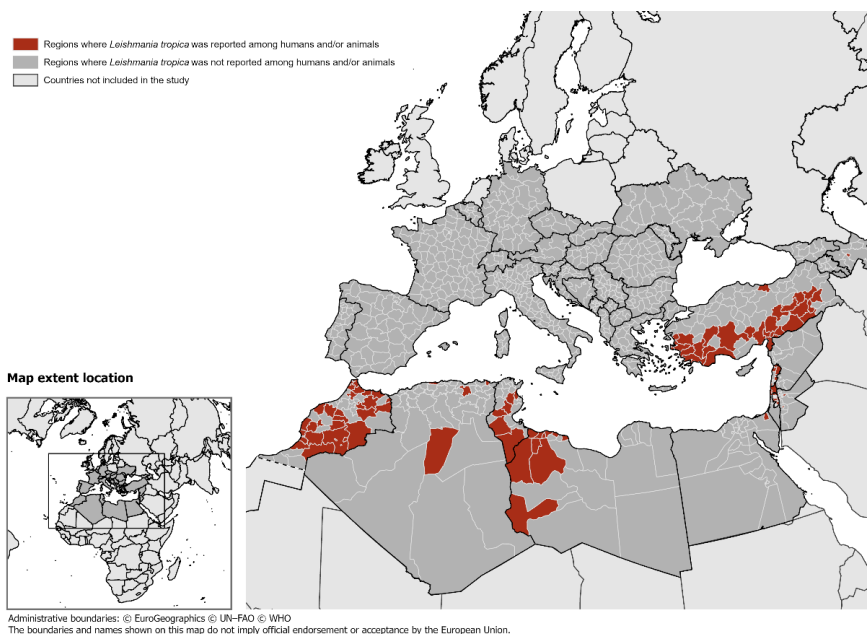 Regions where Leishmania tropica was reported among humans and/or animals
Regions where Leishmania tropica was not reported among humans and/or animals
Countries not included in the study
Map extent location
Administrative boundaries: © EuroGeographics © UN–FAO © WHO
The boundaries and names shown on this map do not imply official endorsement or acceptance by the European Union.